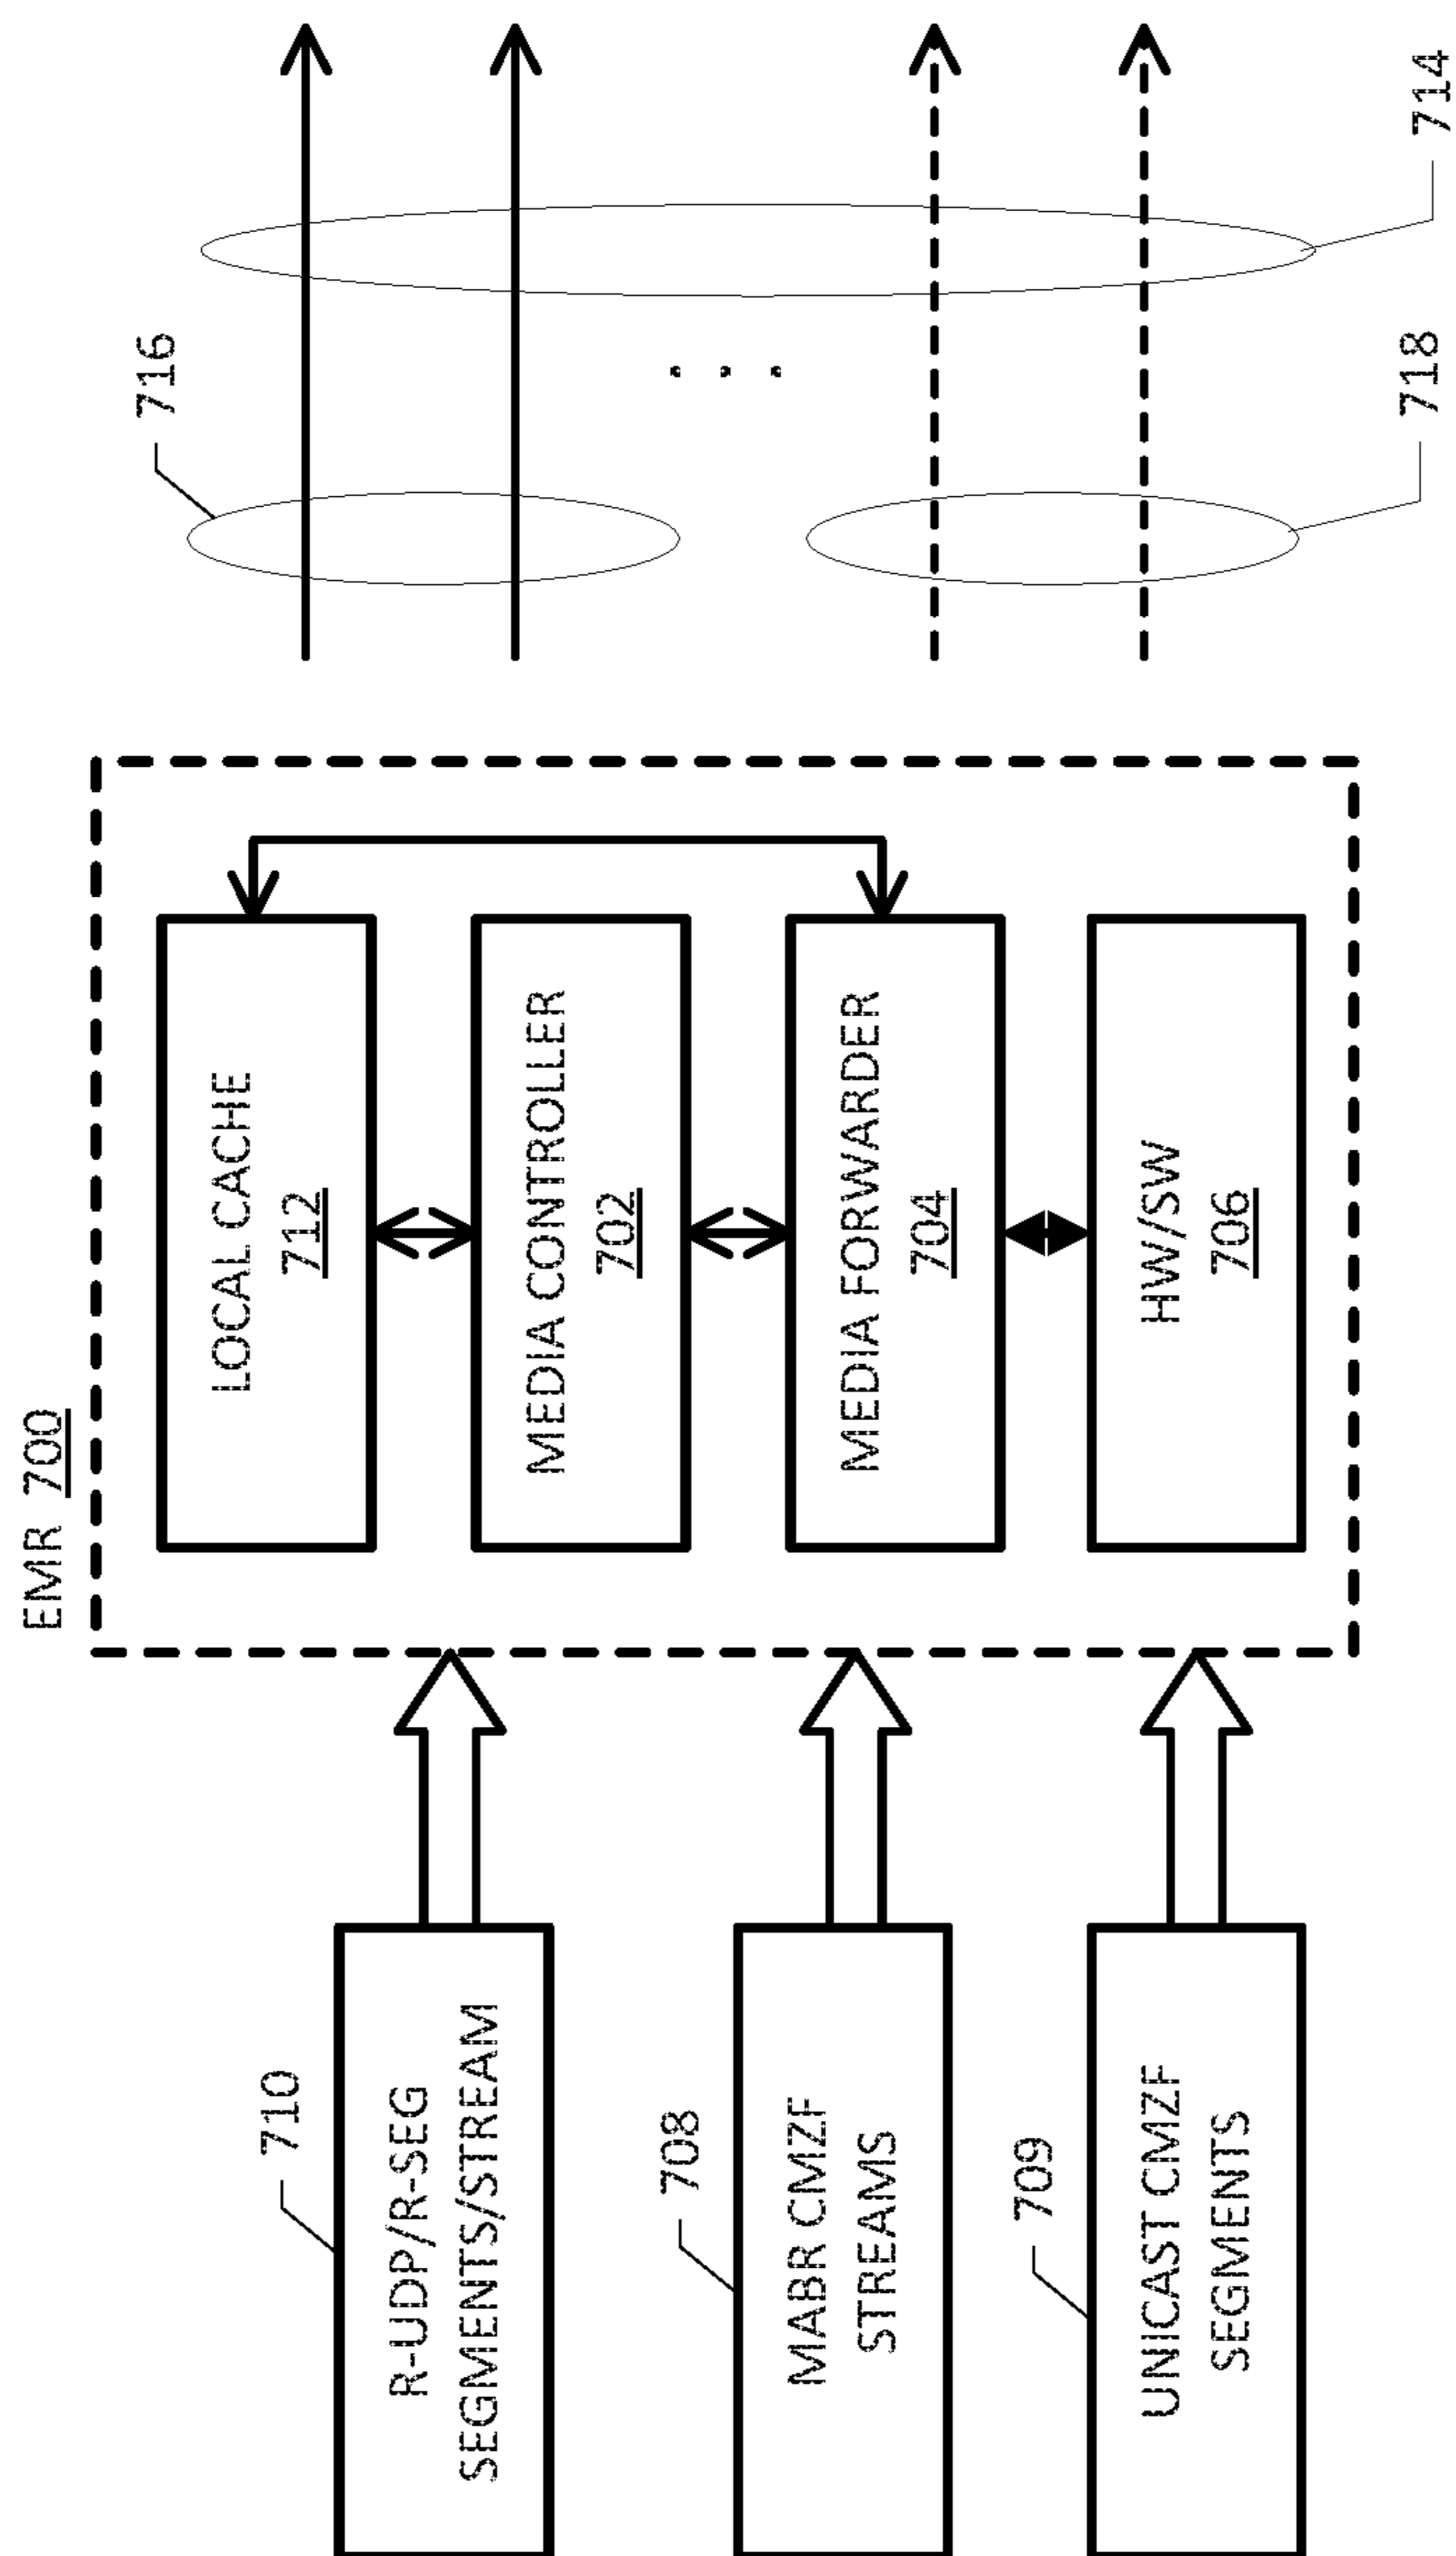 EMR 700
LOCAL CACHE
712
MEDIA CONTROLLER
702
MEDIA FORWARDER
704
HW/SW
706
710
R-UDP/R-SEG
SEGMENTS/STREAM
708
MABR CMZF
STREAMS
709
UNICAST CMZF
SEGMENTS
716
718
714